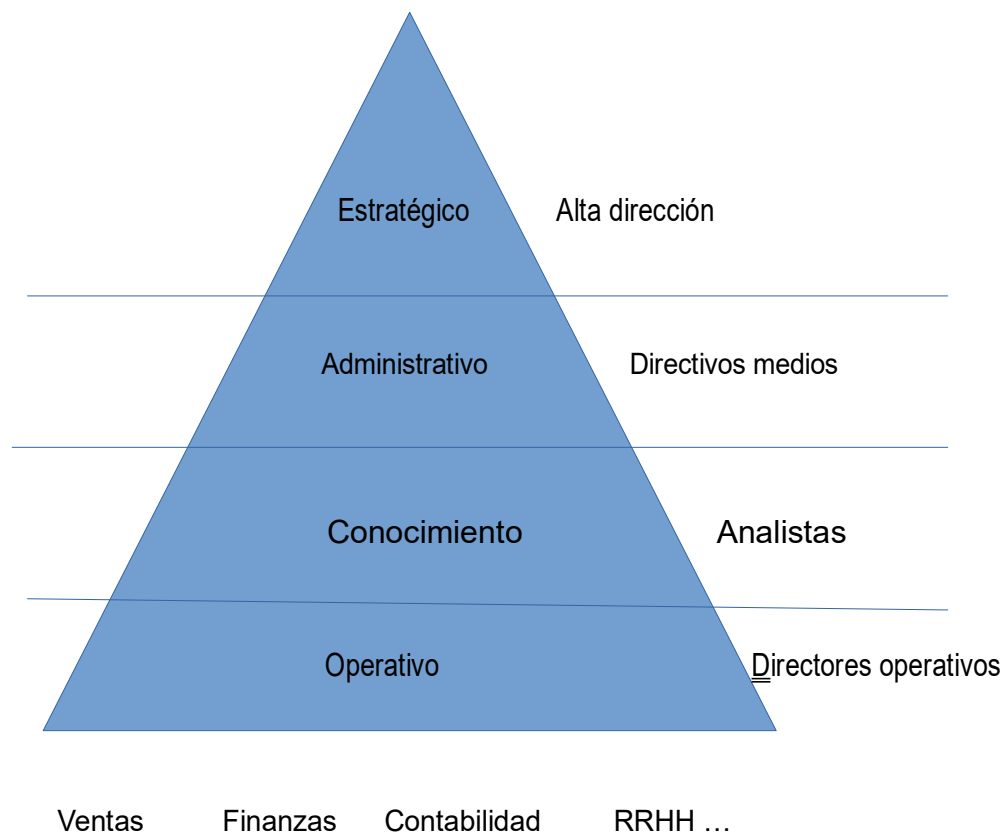 Estratégico Alta dirección
Administrativo Directivos medios
Conocimiento Analistas
Operativo Directores operativos
Ventas Finanzas Contabilidad RRHH ...